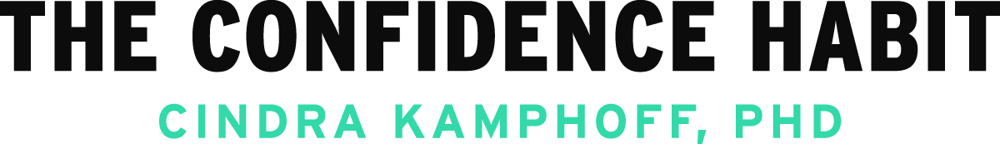 THE CONFIDENCE HABIT
CINDRA KAMPHOFF, PHD